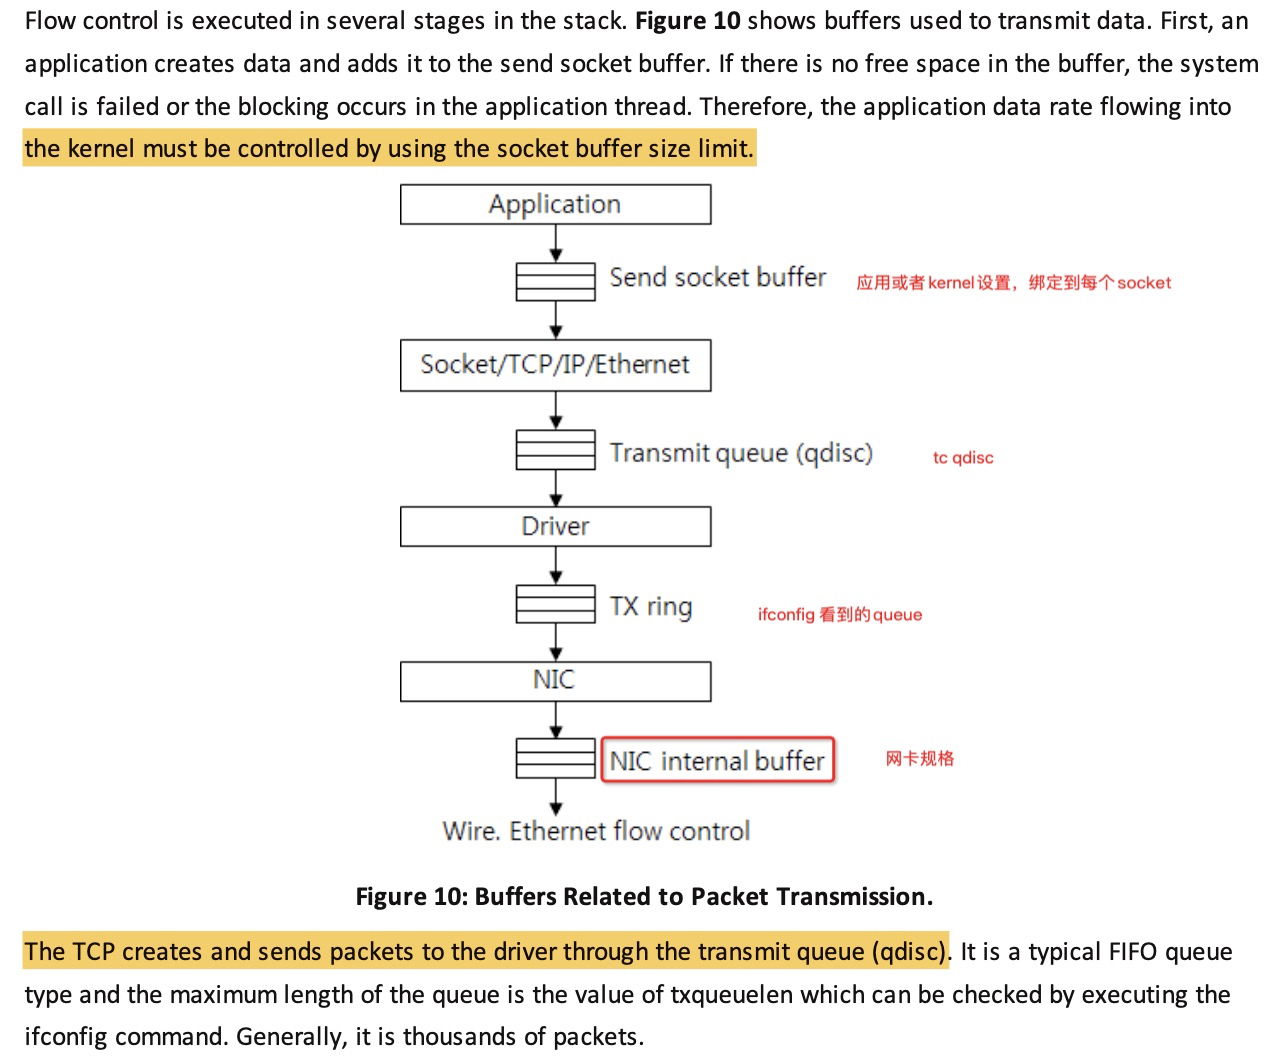 Flow control is executed in several stages in the stack. Figure 10 shows buffers used to transmit data. First, an
application creates data and adds it to the send socket buffer. If there is no free space in the buffer, the system
call is failed or the blocking occurs in the application thread. Therefore, the application data rate flowing into
the kernel must be controlled by using the socket buffer size limit.
Application
Send socket buffer 应用或者kernel设置，绑定到每个socket
Socket/TCP/IP/Ethernet
Transmit queue (qdisc) tc qdisc
Driver
TX ring ifconfig 看到的queue
NIC
NIC internal buffer 网卡规格
Wire. Ethernet flow control
Figure 10: Buffers Related to Packet Transmission.
The TCP creates and sends packets to the driver through the transmit queue (qdisc). It is a typical FIFO queue
type and the maximum length of the queue is the value of txqueuelen which can be checked by executing the
ifconfig command. Generally, it is thousands of packets.